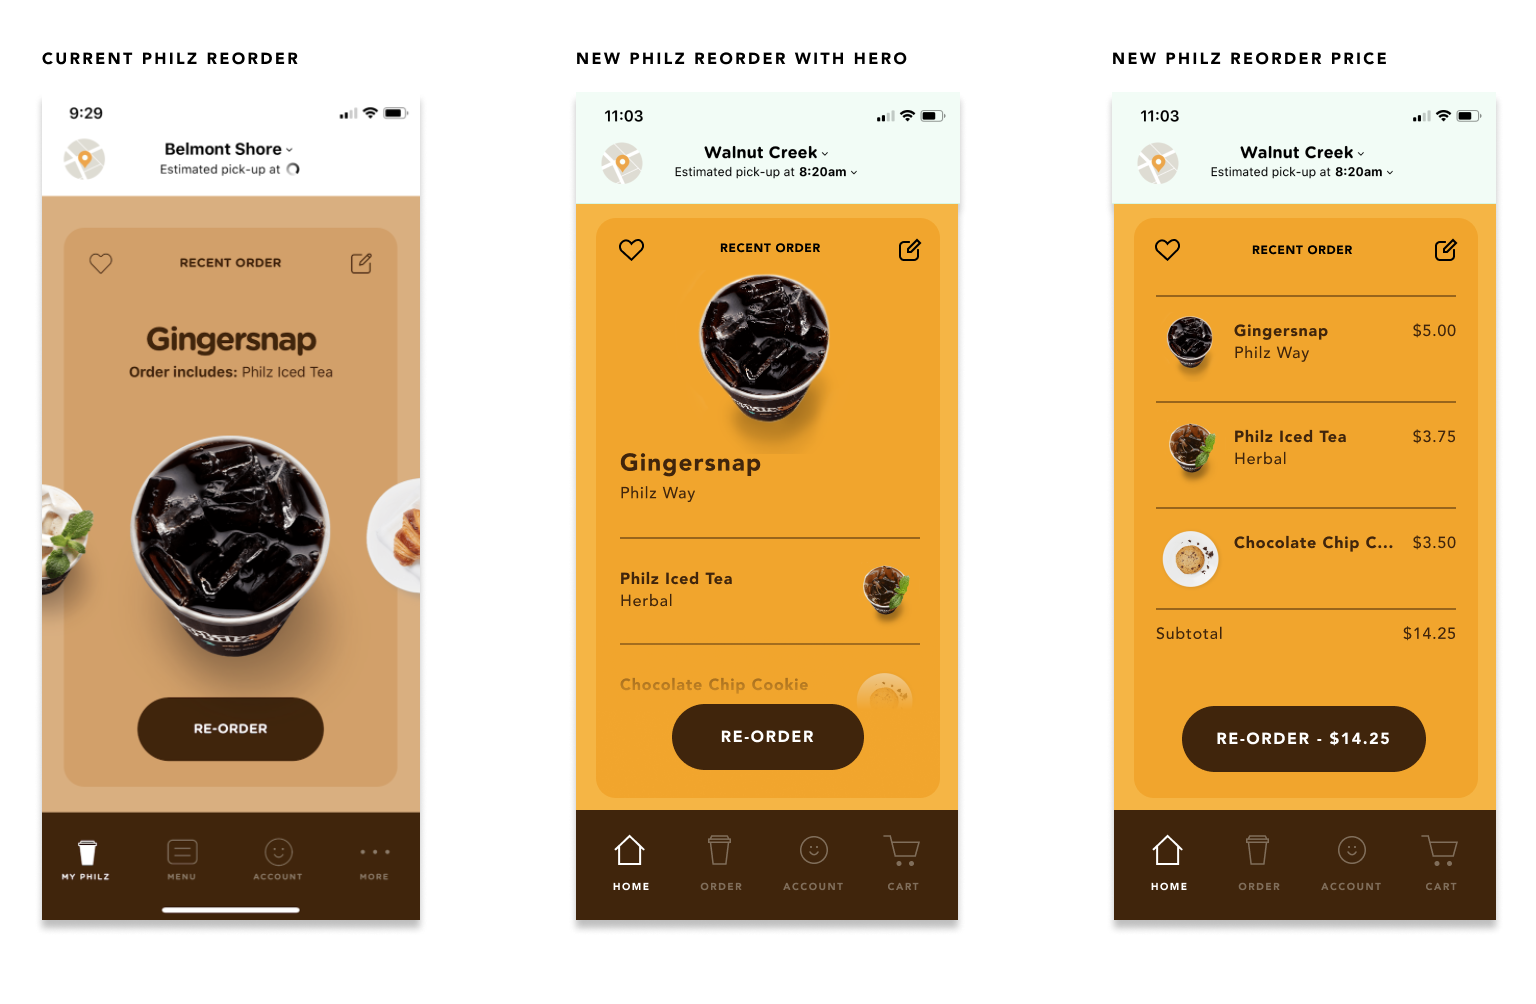 CURRENT PHILZ REORDER
9:29
Belmont Shore
Estimated pick-up at
RECENT ORDER
Gingersnap
Order includes: Philz Iced Tea
RE-ORDER
MY PHILZ
MENU
ACCOUNT
MORE
NEW PHILZ REORDER WITH HERO
11:03
Walnut Creek
Estimated pick-up at 8:20am
RECENT ORDER
Gingersnap
Philz Way
Philz Iced Tea
Herbal
Chocolate Chip Cookie
RE-ORDER
HOME
ORDER
ACCOUNT
CART
NEW PHILZ REORDER PRICE
11:03
Walnut Creek
Estimated pick-up at 8:20am
RECENT ORDER
Gingersnap $5.00
Philz Way
Philz Iced Tea $3.75
Herbal
Chocolate Chip C... $3.50
Subtotal $14.25
RE-ORDER - $14.25
HOME
ORDER
ACCOUNT
CART